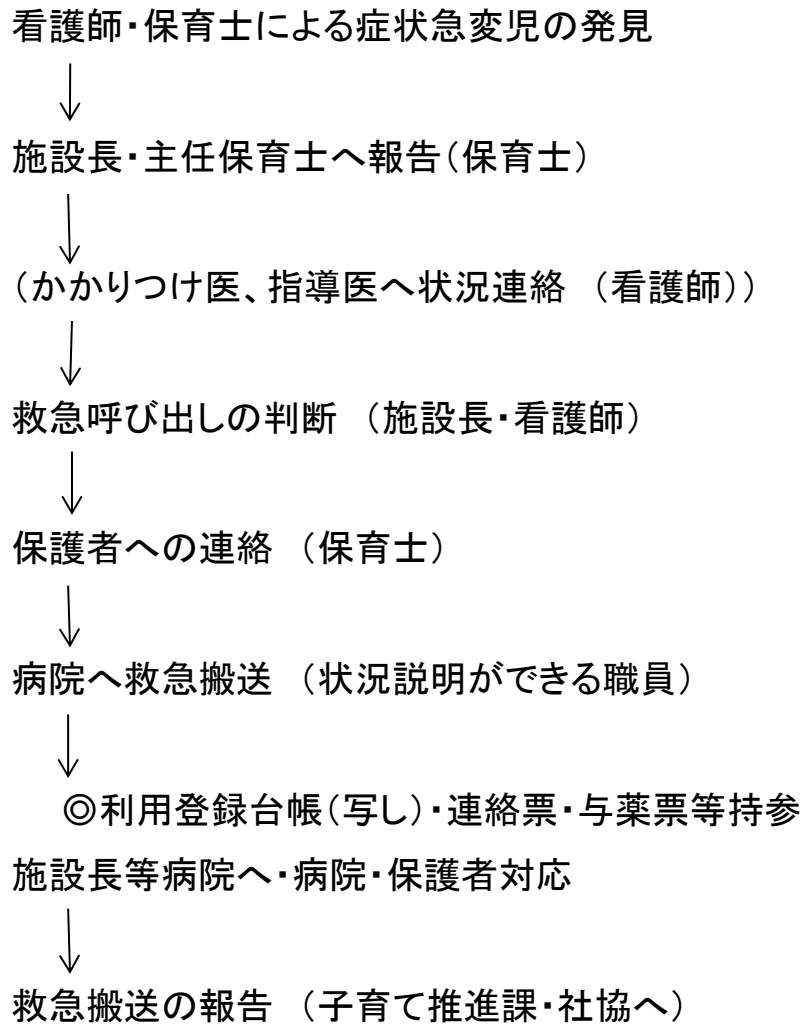 看護師・保育士による症状急変児の発見
施設長・主任保育士へ報告(保育士)
(かかりつけ医、指導医へ状況連絡 (看護師))
救急呼び出しの判断 (施設長・看護師)
保護者への連絡 (保育士)
病院へ救急搬送 (状況説明ができる職員)
◎利用登録台帳(写し)・連絡票・与薬票等持参
施設長等病院へ・病院・保護者対応
救急搬送の報告 (子育て推進課・社協へ)